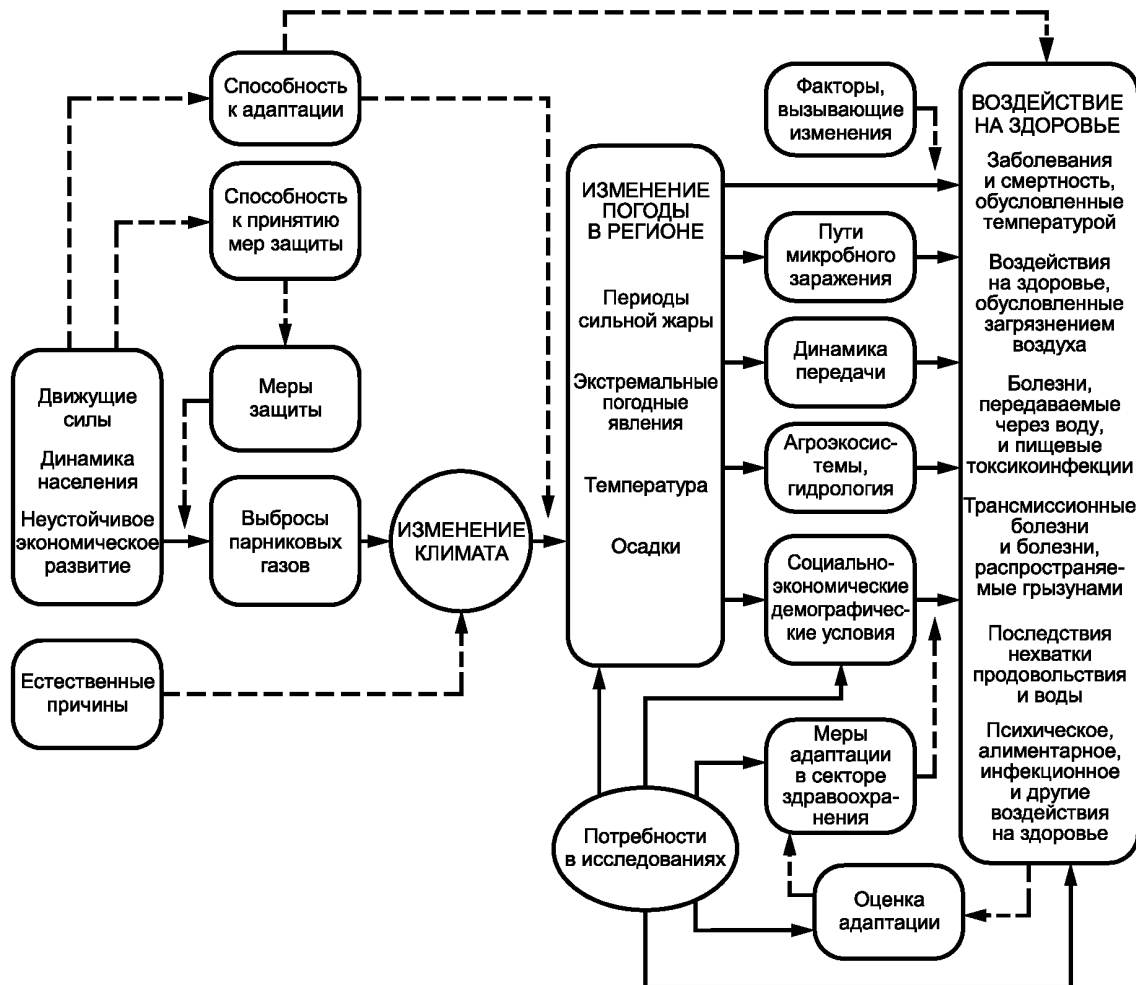 Способность
к адаптации
Способность
к принятию
мер защиты
Движущие
силы
Динамика
населения
Неустойчивое
экономическое
развитие
Меры
защиты
Выбросы
парниковых
газов
Естественные
причины
ИЗМЕНЕНИЕ
КЛИМАТА
ИЗМЕНЕНИЕ
ПОГОДЫ
В РЕГИОНЕ
Периоды
сильной жары
Экстремальные
погодные
явления
Температура
Осадки
Факторы,
вызывающие
изменения
Пути
микробного
заражения
Динамика
передачи
Агроэкосис-
темы,
гидрология
Социально-
экономические
демографичес-
кие условия
Меры
адаптации
в секторе
здравоохра-
нения
Потребности
в исследованиях
Оценка
адаптации
ВОЗДЕЙСТВИЕ
НА ЗДОРОВЬЕ
Заболевания
и смертность,
обусловленные
температурой
Воздействия
на здоровье,
обусловленные
загрязнением
воздуха
Болезни,
передаваемые
через воду,
и пищевые
токсикоинфекции
Трансмиссионные
болезни
и болезни,
распространяе-
мые грызунами
Последствия
нехватки
продовольствия
и воды
Психическое,
алиментарное,
инфекционное
и другие
воздействия
на здоровье